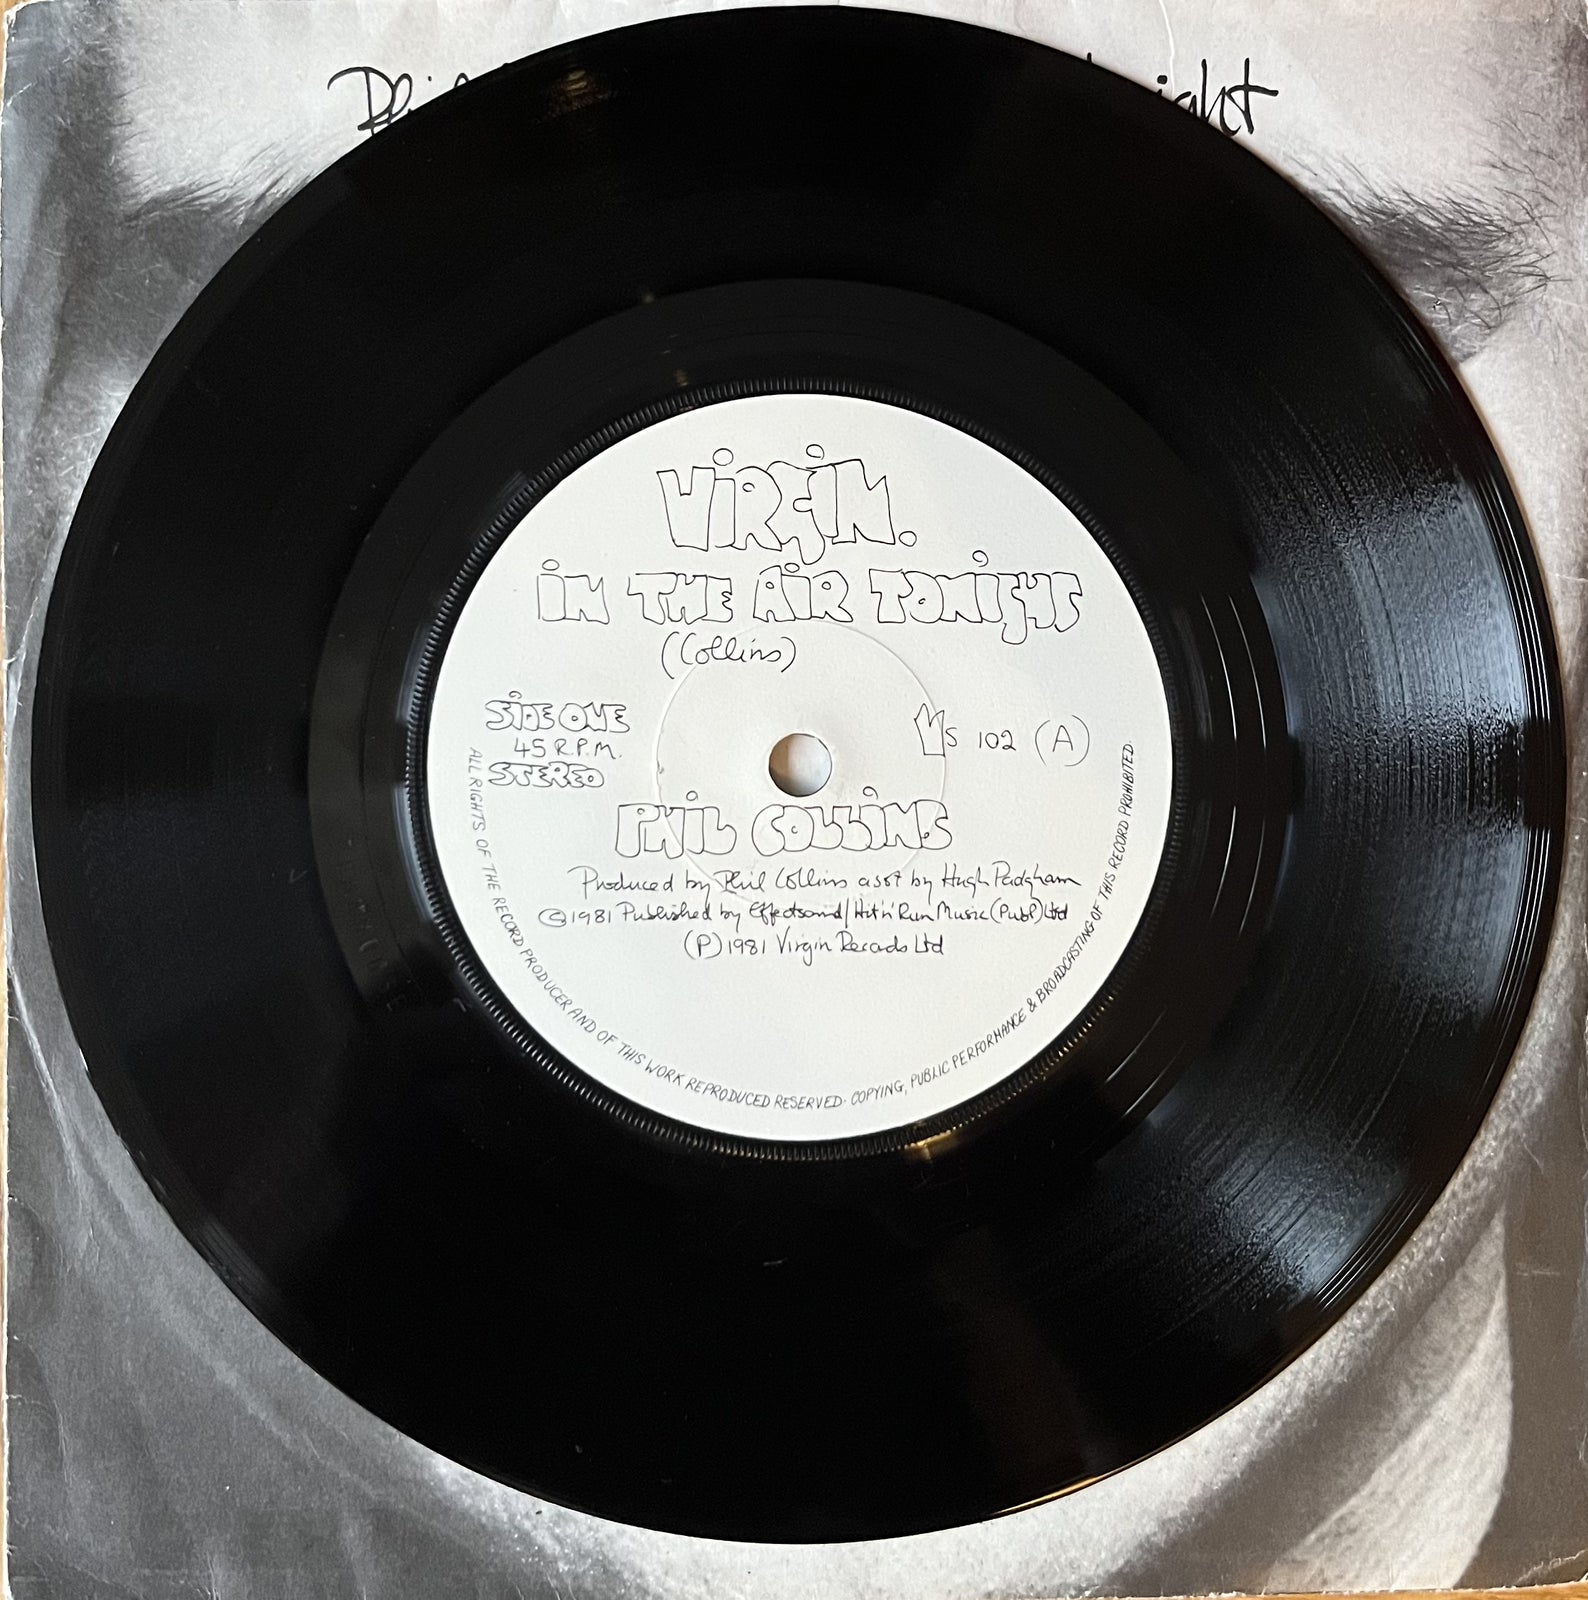 ight
Virgin.
in THE AiR TONiGHT
(Collins)
SiDE ONE
45 R.P.M.
STEREO
VS 102 (A)
PHiL COLLiNS
Produced by Phil Collins asst by Hugh Padgham
© 1981 Published by Effectsound/Hit n' Run Music (Publ) Ltd
(P) 1981 Virgin Records Ltd
ALL RIGHTS OF THE RECORD PRODUCER AND OF THIS WORK REPRODUCED RESERVED· COPYING, PUBLIC PERFORMANCE & BROADCASTING OF THIS RECORD PROHIBITED.